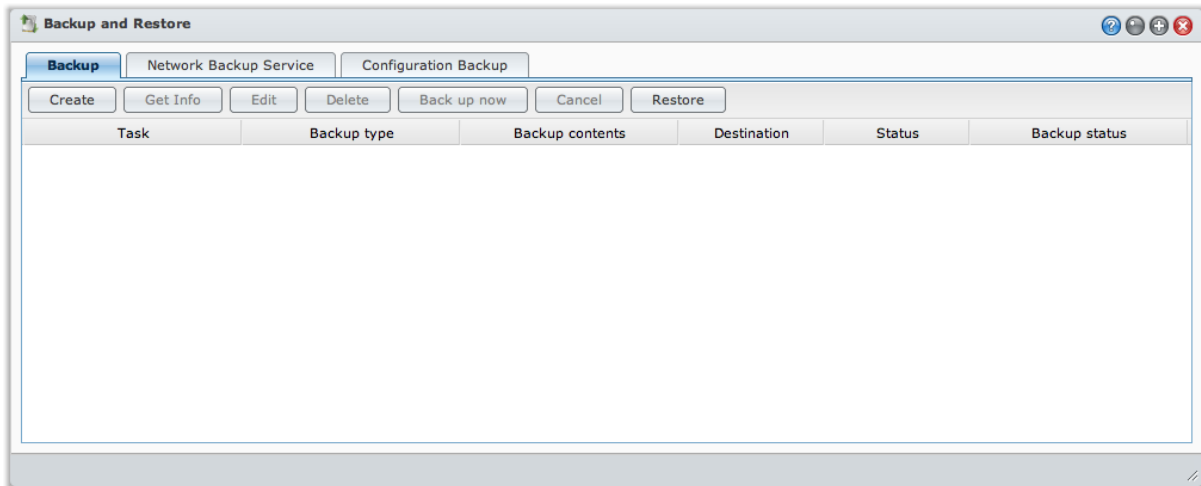 Backup and Restore
Backup Network Backup Service Configuration Backup
Create Get Info Edit Delete Back up now Cancel Restore
Task Backup type Backup contents Destination Status Backup status